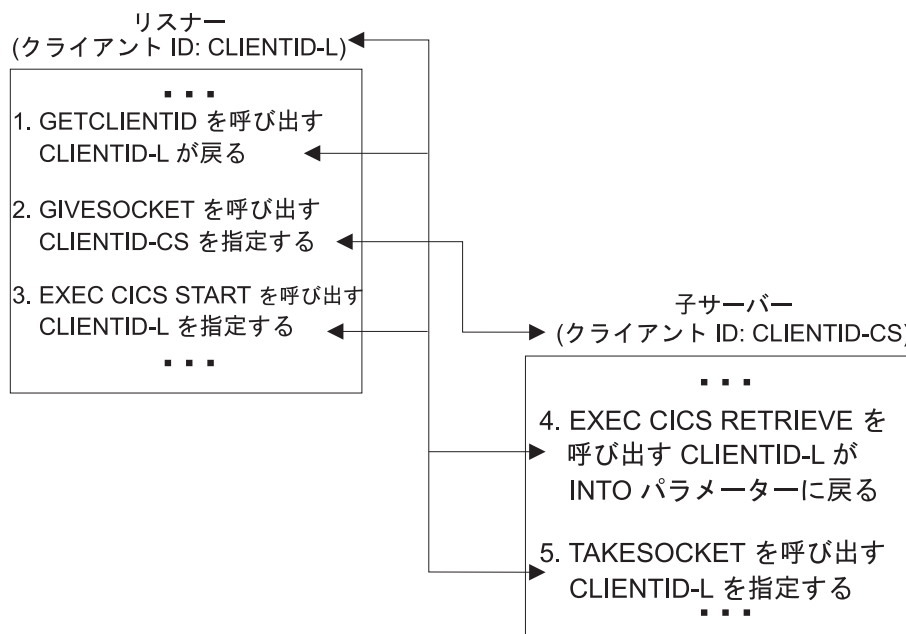 リスナー
(クライアント ID: CLIENTID-L)
...
1. GETCLIENTID を呼び出す
CLIENTID-L が戻る
2. GIVESOCKET を呼び出す
CLIENTID-CS を指定する
3. EXEC CICS START を呼び出す
CLIENTID-L を指定する
...
子サーバー
(クライアント ID: CLIENTID-CS)
...
4. EXEC CICS RETRIEVE を
呼び出す CLIENTID-L が
INTO パラメーターに戻る
5. TAKESOCKET を呼び出す
CLIENTID-L を指定する
...